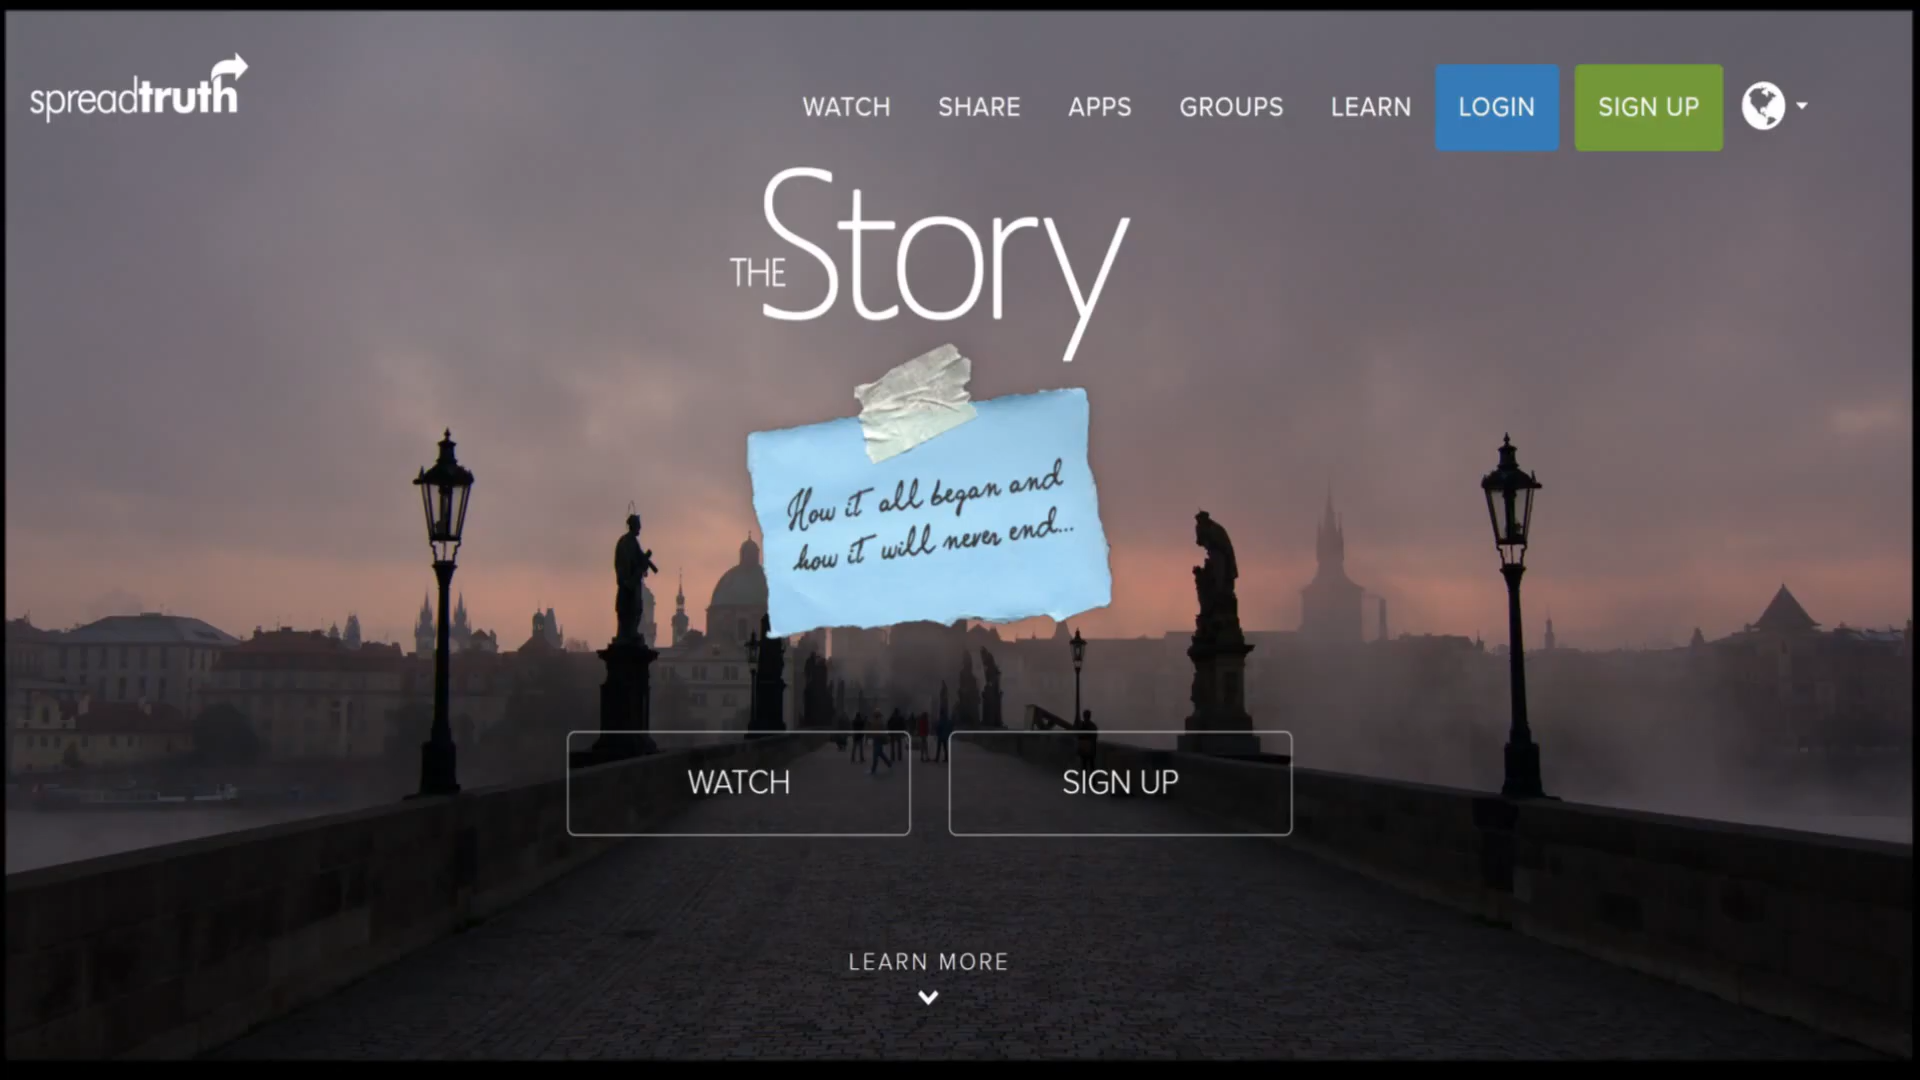 spreadtruth
WATCH SHARE APPS GROUPS LEARN LOGIN SIGN UP
THE Story
How it all began and
how it will never end...
WATCH SIGN UP
LEARN MORE